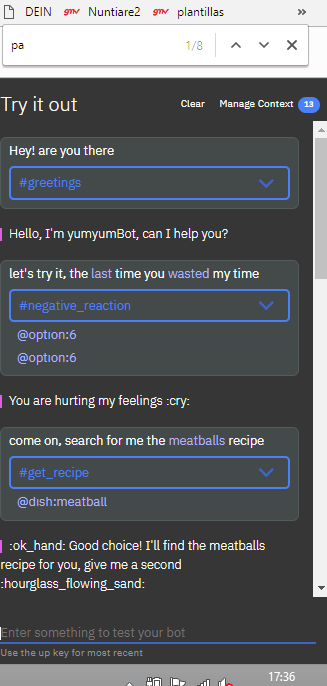 DEIN gmv Nuntiare2 gmv plantillas »
pa 1/8
Try it out Clear Manage Context 13
Hey! are you there
#greetings
Hello, I'm yumyumBot, can I help you?
let's try it, the last time you wasted my time
#negative_reaction
@option:6
@option:6
You are hurting my feelings :cry:
come on, search for me the meatballs recipe
#get_recipe
@dish:meatball
:ok_hand: Good choice! I'll find the meatballs
recipe for you, give me a second
:hourglass_flowing_sand:
Enter something to test your bot
Use the up key for most recent
17:36